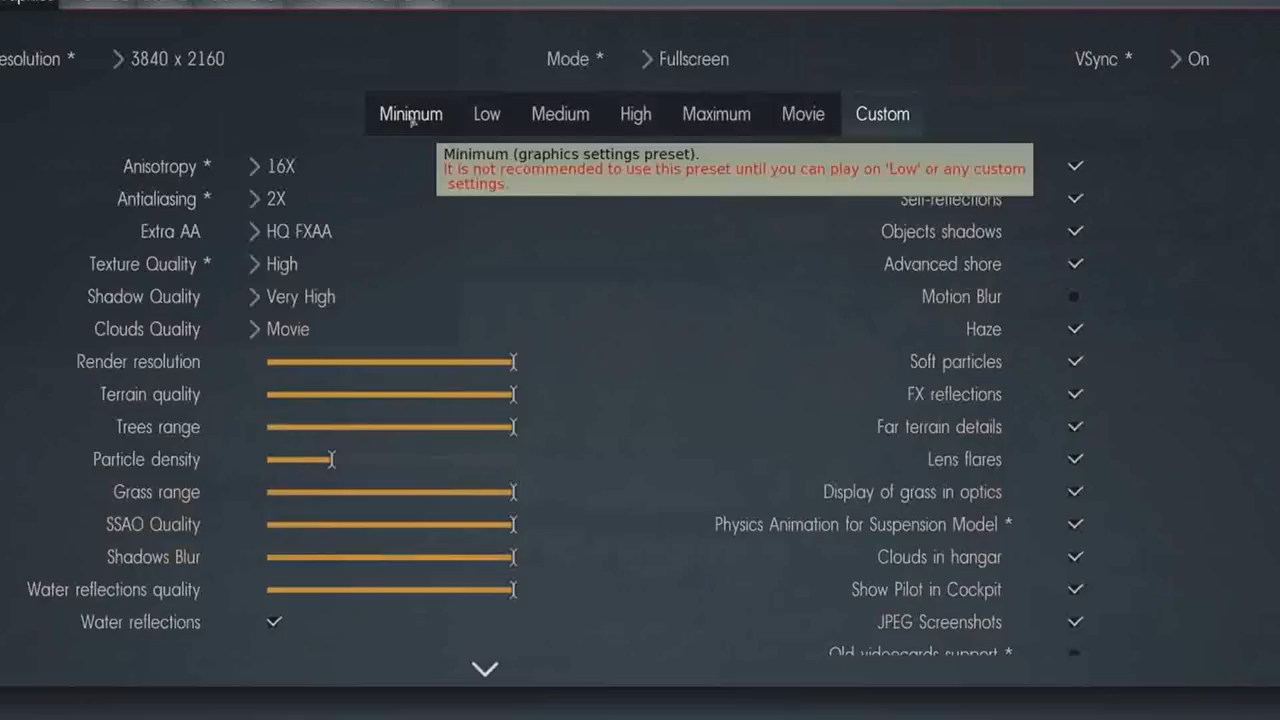 esolution * 3840 x 2160 Mode * Fullscreen VSync * On
Minimum Low Medium High Maximum Movie Custom
Minimum (graphics settings preset).
It is not recommended to use this preset until you can play on 'Low' or any custom
settings.
Anisotropy * 16X
Antialiasing * 2X Self-reflections
Extra AA HQ FXAA Objects shadows
Texture Quality * High Advanced shore
Shadow Quality Very High Motion Blur
Clouds Quality Movie Haze
Render resolution Soft particles
Terrain quality FX reflections
Trees range Far terrain details
Particle density Lens flares
Grass range Display of grass in optics
SSAO Quality Physics Animation for Suspension Model *
Shadows Blur Clouds in hangar
Water reflections quality Show Pilot in Cockpit
Water reflections JPEG Screenshots
Old videocards support *